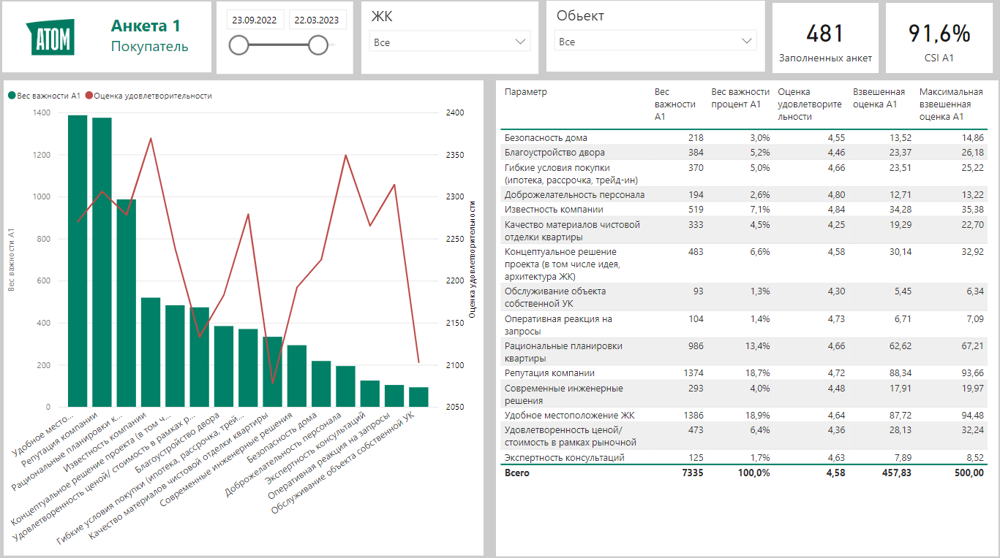 АТОМ
Анкета 1
Покупатель
23.09.2022
22.03.2023
ЖК
Все
Обьект
Все
481
Заполненных анкет
91,6%
CSI А1
Вес важности А1
Оценка удовлетворительности
1400
1200
1000
800
600
400
200
0
Вес важности А1
2400
2350
2300
2250
2200
2150
2100
2050
Оценка удовлетворительности
Удобное место...
Репутация компании
Рациональные планировки к...
Известность компании
Концептуальное решение проекта (в том ч...
Удовлетворенность ценой/ стоимость в рамках р...
Благоустройство двора
Гибкие условия покупки (ипотека, рассрочка, трей...
Качество материалов чистовой отделки квартиры
Современные инженерные решения
Безопасность дома
Доброжелательность персонала
Экспертность консультаций
Оперативная реакция на запросы
Обслуживание объекта собственной УК
Параметр
Вес
важности
А1
Вес важности
процент А1
Оценка
удовлетворите
льности
Взвешенная
оценка А1
Максимальная
взвешенная
оценка А1
Безопасность дома 218 3,0% 4,55 13,52 14,86
Благоустройство двора 384 5,2% 4,46 23,37 26,18
Гибкие условия покупки 370 5,0% 4,66 23,51 25,22
(ипотека, рассрочка, трейд-ин)
Доброжелательность персонала 194 2,6% 4,80 12,71 13,22
Известность компании 519 7,1% 4,84 34,28 35,38
Качество материалов чистовой 333 4,5% 4,25 19,29 22,70
отделки квартиры
Концептуальное решение 483 6,6% 4,58 30,14 32,92
проекта (в том числе идея,
архитектура ЖК)
Обслуживание объекта 93 1,3% 4,30 5,45 6,34
собственной УК
Оперативная реакция на 104 1,4% 4,73 6,71 7,09
запросы
Рациональные планировки 986 13,4% 4,66 62,62 67,21
квартиры
Репутация компании 1374 18,7% 4,72 88,34 93,66
Современные инженерные 293 4,0% 4,48 17,91 19,97
решения
Удобное местоположение ЖК 1386 18,9% 4,64 87,72 94,48
Удовлетворенность ценой/ 473 6,4% 4,36 28,13 32,24
стоимость в рамках рыночной
Экспертность консультаций 125 1,7% 4,63 7,89 8,52
Всего 7335 100,0% 4,58 457,83 500,00